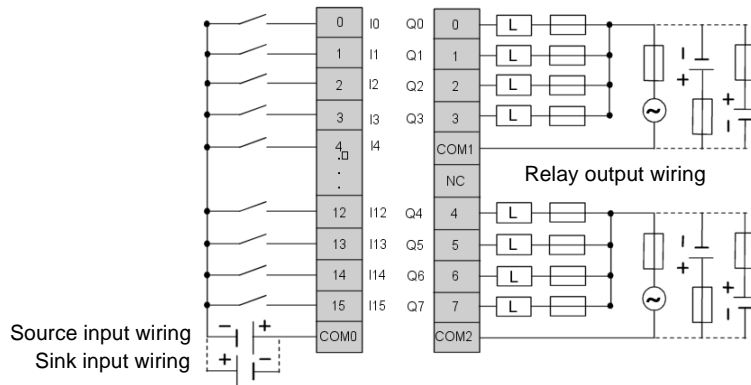 0 I0 Q0 0 L
1 I1 Q1 1 L
2 I2 Q2 2 L
3 I3 Q3 3 L
4 I4 COM1
NC Relay output wiring
12 I12 Q4 4 L
13 I13 Q5 5 L
14 I14 Q6 6 L
15 I15 Q7 7 L
Source input wiring − + COM0 COM2
Sink input wiring + −